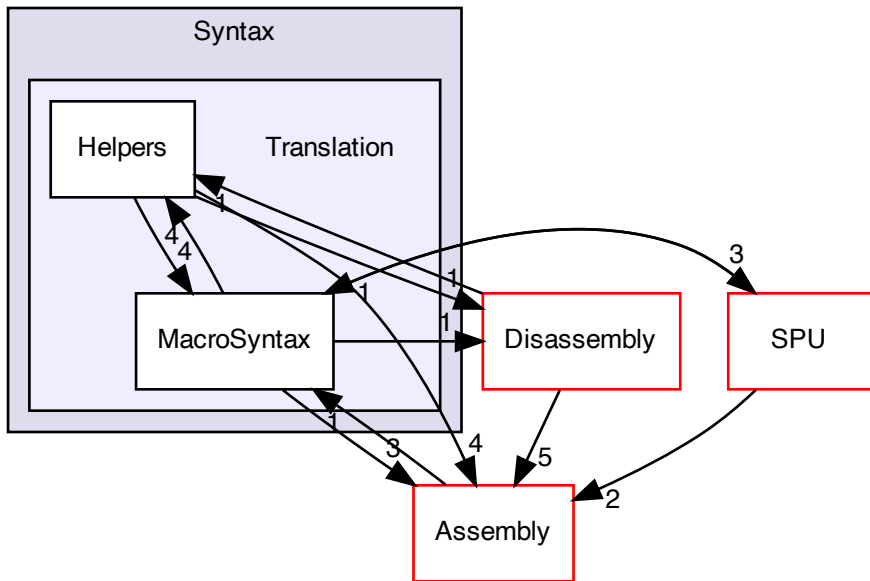 Syntax
Helpers
Translation
1
4
4
3
1
1
MacroSyntax
1
Disassembly
SPU
1
3
4
5
2
Assembly